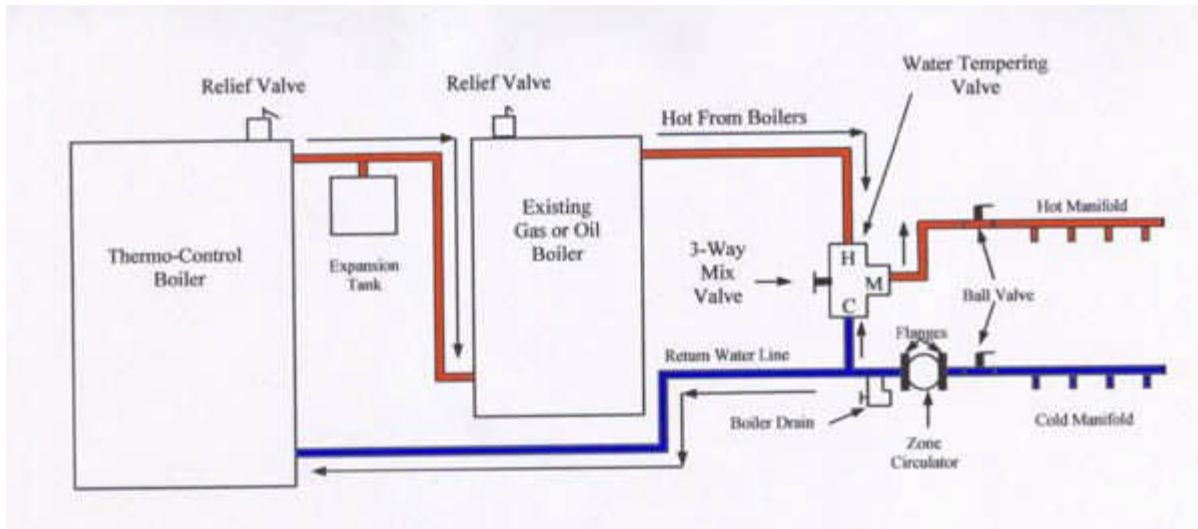 Water Tempering
Valve
Relief Valve
Relief Valve
Hot From Boilers
Existing
Gas or Oil
Boiler
Hot Manifold
Thermo-Control
Boiler
3-Way
Mix
Valve
H
M
C
Expansion
Tank
Ball Valve
Flanges
Return Water Line
Boiler Drain
Cold Manifold
Zone
Circulator